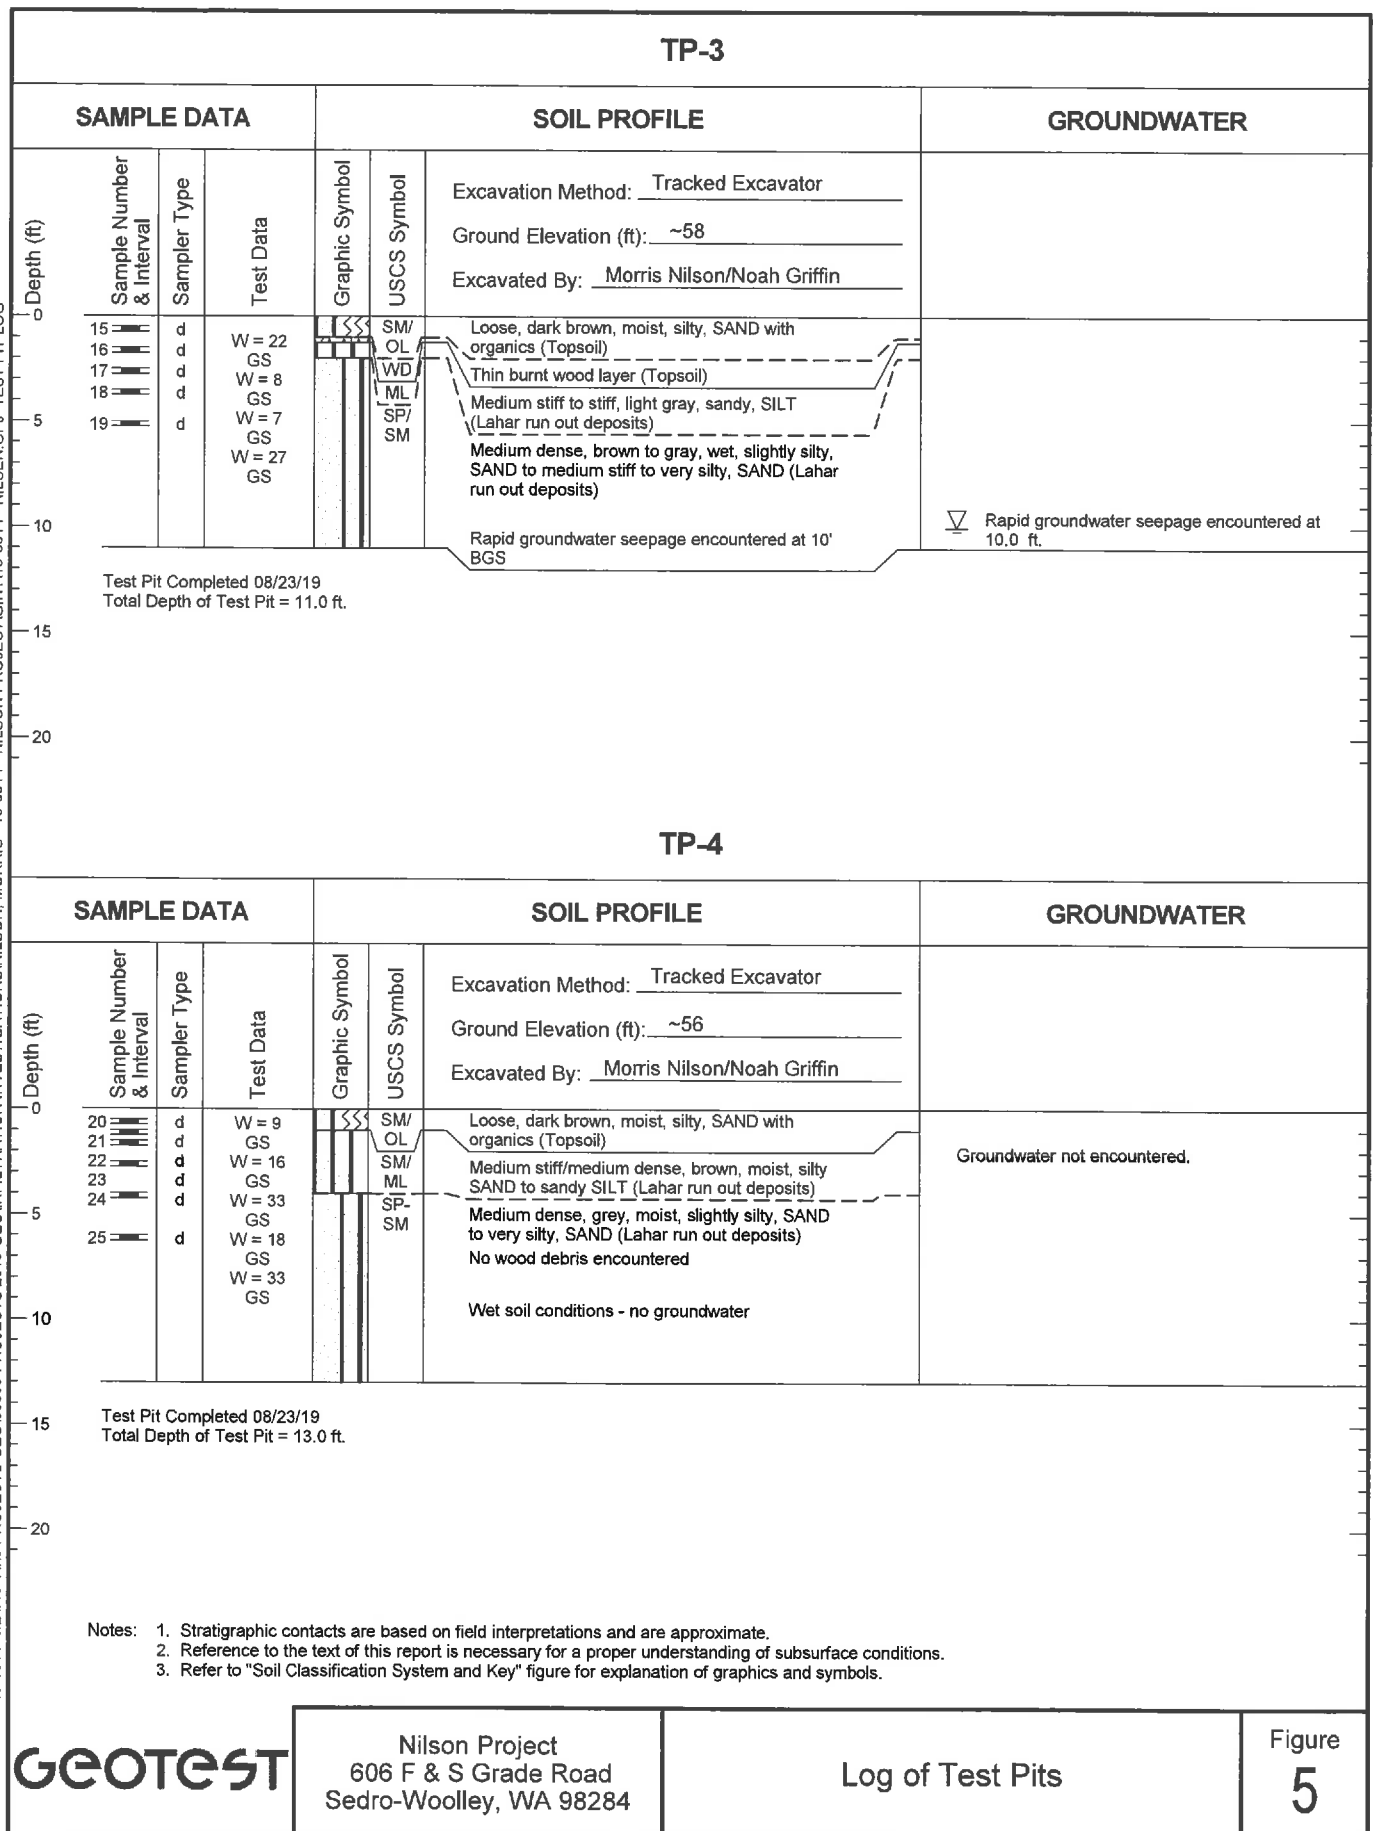 TP-3
SAMPLE DATA
SOIL PROFILE
GROUNDWATER
Depth (ft)
Sample Number
& Interval
Sampler Type
Test Data
Graphic Symbol
USCS Symbol
Excavation Method: Tracked Excavator
Ground Elevation (ft): ~58
Excavated By: Morris Nilson/Noah Griffin
0
5
10
15
20
15 d
16 d
17 d
18 d
19 d
W = 22
GS
W = 8
GS
W = 7
GS
W = 27
GS
SM/
OL
WD
ML
SP/
SM
Loose, dark brown, moist, silty, SAND with
organics (Topsoil)
Thin burnt wood layer (Topsoil)
Medium stiff to stiff, light gray, sandy, SILT
(Lahar run out deposits)
Medium dense, brown to gray, wet, slightly silty,
SAND to medium stiff to very silty, SAND (Lahar
run out deposits)
Rapid groundwater seepage encountered at 10'
BGS
Rapid groundwater seepage encountered at
10.0 ft.
Test Pit Completed 08/23/19
Total Depth of Test Pit = 11.0 ft.
TP-4
SAMPLE DATA
SOIL PROFILE
GROUNDWATER
Depth (ft)
Sample Number
& Interval
Sampler Type
Test Data
Graphic Symbol
USCS Symbol
Excavation Method: Tracked Excavator
Ground Elevation (ft): ~56
Excavated By: Morris Nilson/Noah Griffin
0
5
10
15
20
20 d
21 d
22 d
23 d
24 d
25 d
W = 9
GS
W = 16
GS
W = 33
GS
W = 18
GS
W = 33
GS
SM/
OL
SM/
ML
SP-
SM
Loose, dark brown, moist, silty, SAND with
organics (Topsoil)
Medium stiff/medium dense, brown, moist, silty
SAND to sandy SILT (Lahar run out deposits)
Medium dense, grey, moist, slightly silty, SAND
to very silty, SAND (Lahar run out deposits)
No wood debris encountered
Wet soil conditions - no groundwater
Groundwater not encountered.
Test Pit Completed 08/23/19
Total Depth of Test Pit = 13.0 ft.
Notes: 1. Stratigraphic contacts are based on field interpretations and are approximate.
2. Reference to the text of this report is necessary for a proper understanding of subsurface conditions.
3. Refer to "Soil Classification System and Key" figure for explanation of graphics and symbols.
GEOTEST
Nilson Project
606 F & S Grade Road
Sedro-Woolley, WA 98284
Log of Test Pits
Figure
5